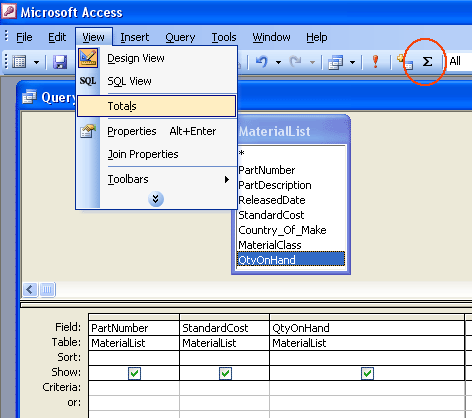 Microsoft Access
File Edit View Insert Query Tools Window Help
Σ All
Design View
SQL SQL View
Totals
Properties Alt+Enter
Join Properties
Toolbars
Query
MaterialList
*
PartNumber
PartDescription
ReleasedDate
StandardCost
Country_Of_Make
MaterialClass
QtyOnHand
Field: PartNumber StandardCost QtyOnHand
Table: MaterialList MaterialList MaterialList
Sort:
Show:
Criteria:
or: